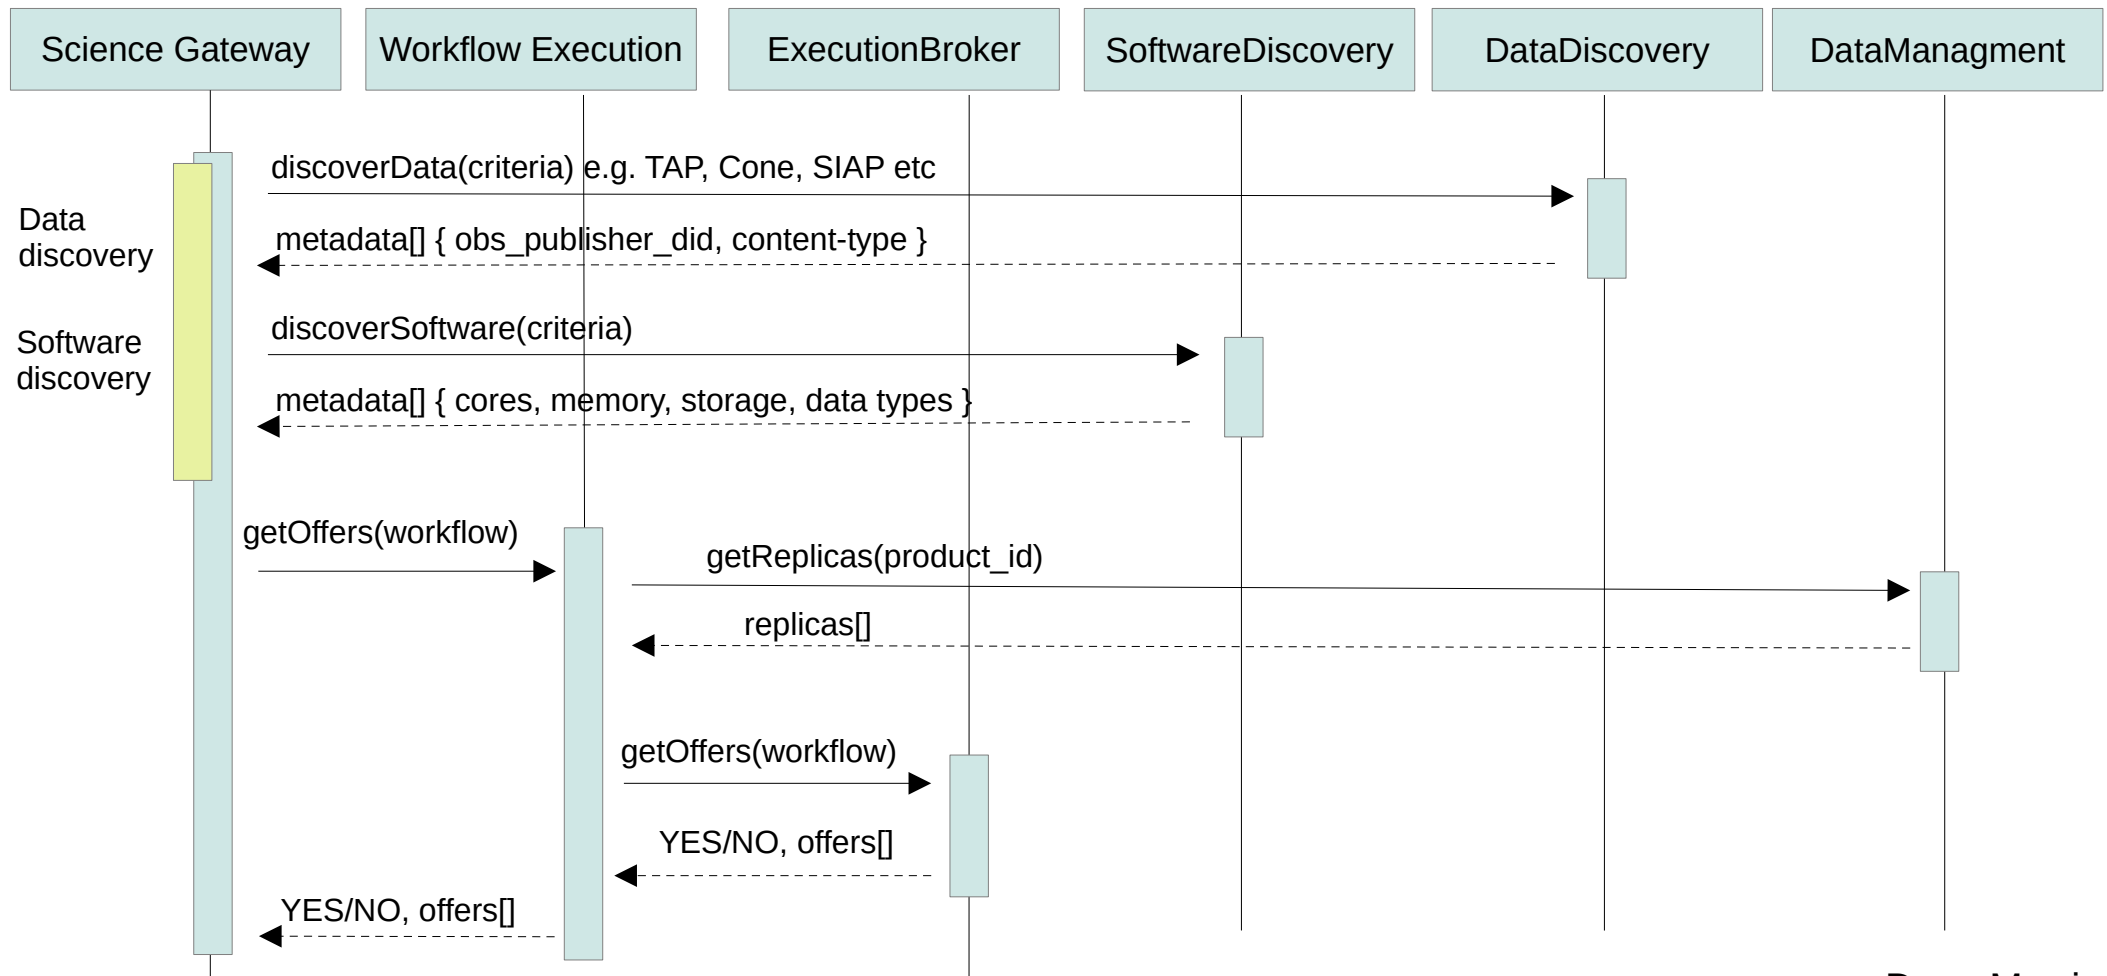 Science Gateway
Workflow Execution
ExecutionBroker
SoftwareDiscovery
DataDiscovery
DataManagment
discoverData(criteria) e.g. TAP, Cone, SIAP etc
Data
discovery
metadata[] { obs_publisher_did, content-type }
discoverSoftware(criteria)
Software
discovery
metadata[] { cores, memory, storage, data types }
getOffers(workflow)
getReplicas(product_id)
replicas[]
getOffers(workflow)
YES/NO, offers[]
YES/NO, offers[]